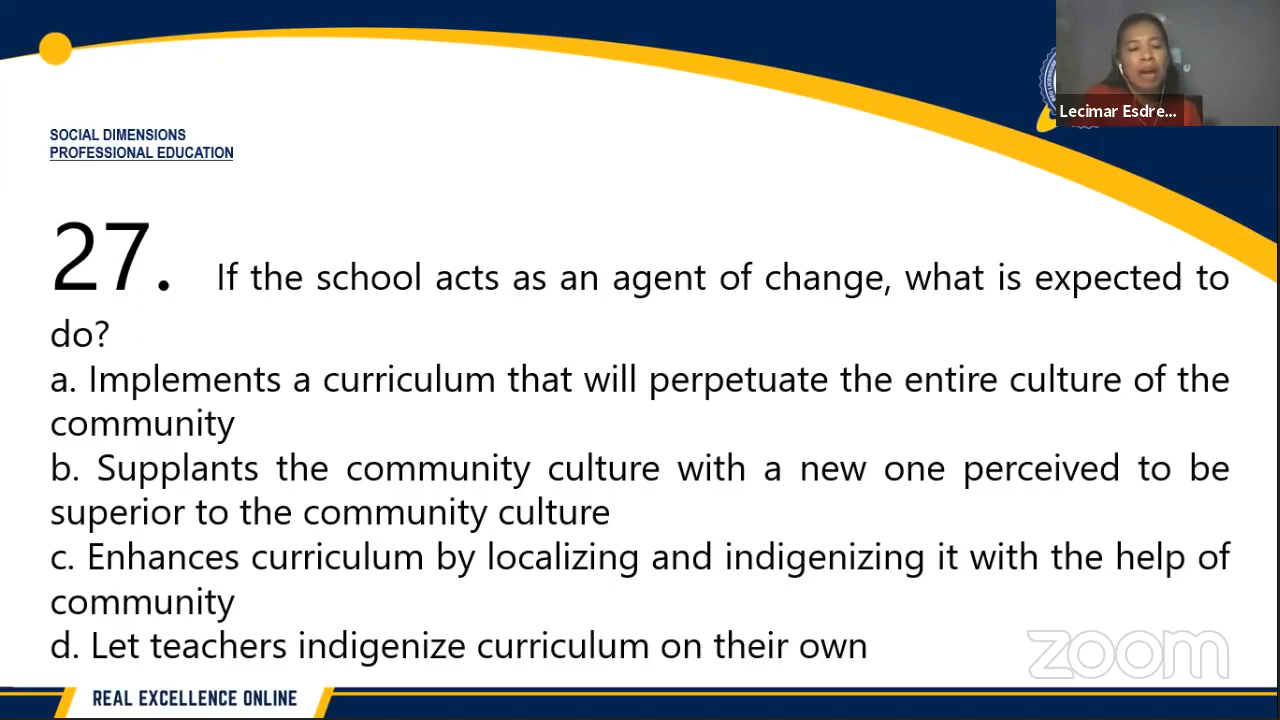 Lecimar Esdre...
SOCIAL DIMENSIONS
PROFESSIONAL EDUCATION
27. If the school acts as an agent of change, what is expected to
do?
a. Implements a curriculum that will perpetuate the entire culture of the
community
b. Supplants the community culture with a new one perceived to be
superior to the community culture
c. Enhances curriculum by localizing and indigenizing it with the help of
community
d. Let teachers indigenize curriculum on their own
zoom
REAL EXCELLENCE ONLINE